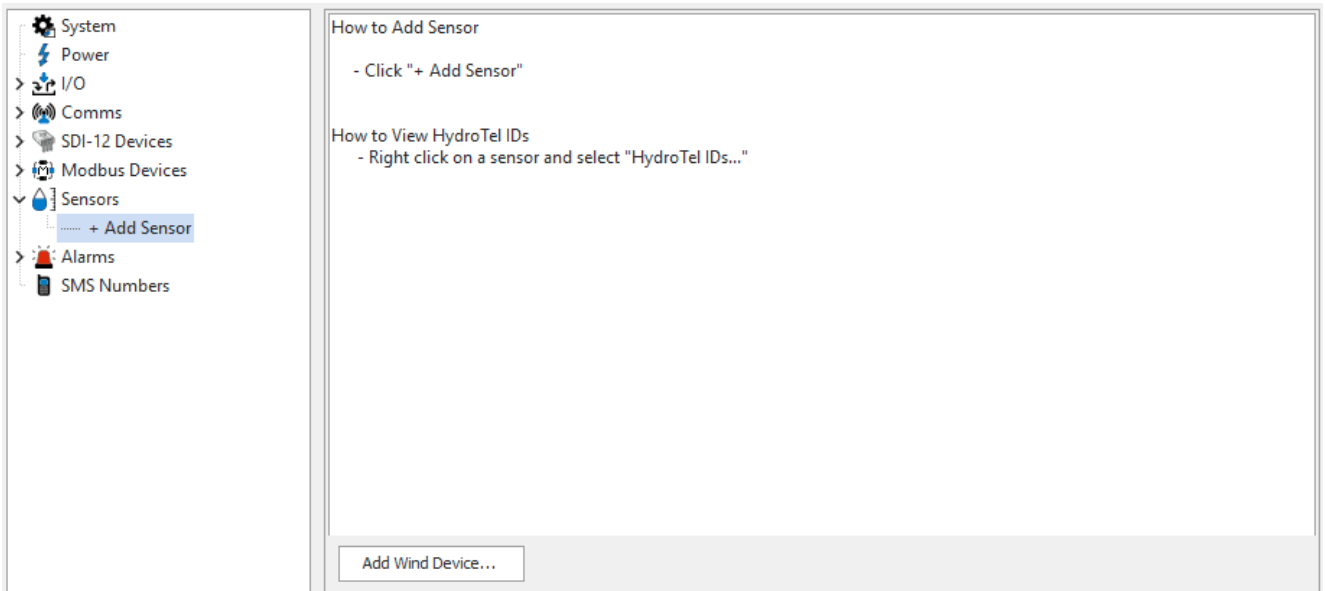 System
Power
I/O
Comms
SDI-12 Devices
Modbus Devices
Sensors
+ Add Sensor
Alarms
SMS Numbers
How to Add Sensor
- Click "+ Add Sensor"
How to View HydroTel IDs
- Right click on a sensor and select "HydroTel IDs..."
Add Wind Device...